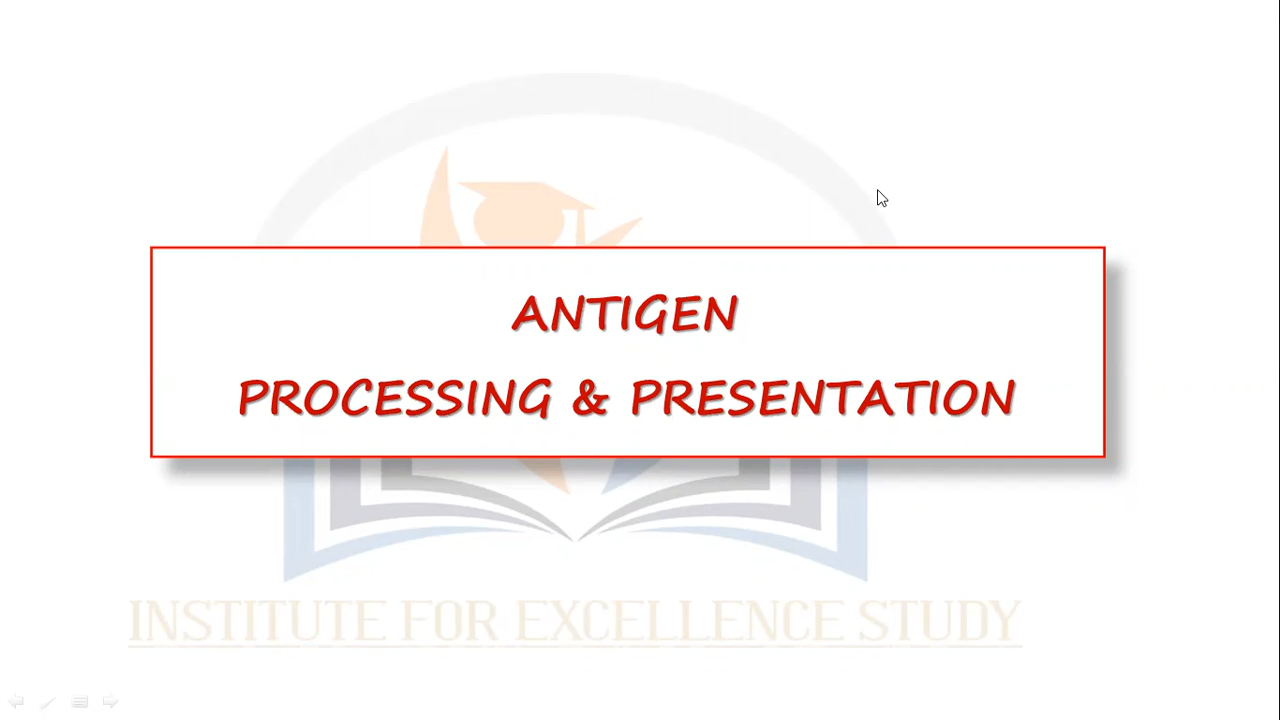 ANTIGEN
PROCESSING & PRESENTATION
INSTITUTE FOR EXCELLENCE STUDY